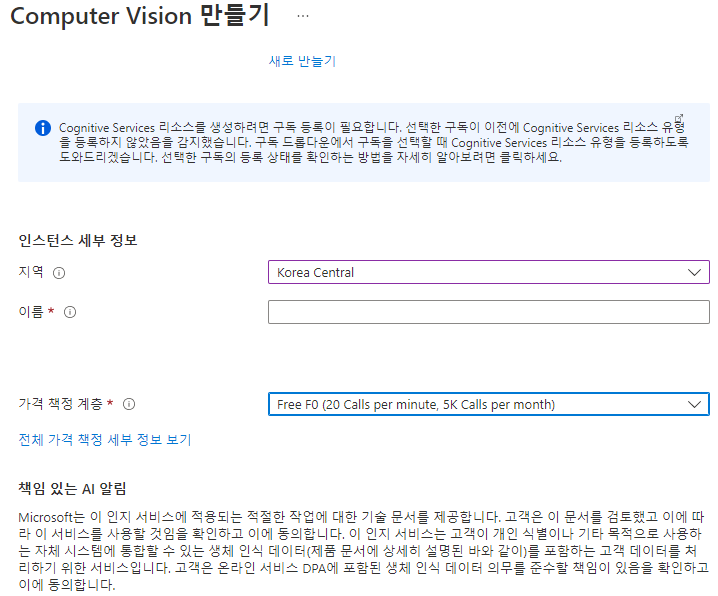 Computer Vision 만들기 ...
새로 만들기
Cognitive Services 리소스를 생성하려면 구독 등록이 필요합니다. 선택한 구독이 이전에 Cognitive Services 리소스 유형
을 등록하지 않았음을 감지했습니다. 구독 드롭다운에서 구독을 선택할 때 Cognitive Services 리소스 유형을 등록하도록
도와드리겠습니다. 선택한 구독의 등록 상태를 확인하는 방법을 자세히 알아보려면 클릭하세요.
인스턴스 세부 정보
지역 Korea Central
이름 *
가격 책정 계층 * Free F0 (20 Calls per minute, 5K Calls per month)
전체 가격 책정 세부 정보 보기
책임 있는 AI 알림
Microsoft는 이 인지 서비스에 적용되는 적절한 작업에 대한 기술 문서를 제공합니다. 고객은 이 문서를 검토했고 이에 따
라 이 서비스를 사용할 것임을 확인하고 이에 동의합니다. 이 인지 서비스는 고객이 개인 식별이나 기타 목적으로 사용하
는 자체 시스템에 통합할 수 있는 생체 인식 데이터(제품 문서에 상세히 설명된 바와 같이)를 포함하는 고객 데이터를 처
리하기 위한 서비스입니다. 고객은 온라인 서비스 DPA에 포함된 생체 인식 데이터 의무를 준수할 책임이 있음을 확인하고
이에 동의합니다.